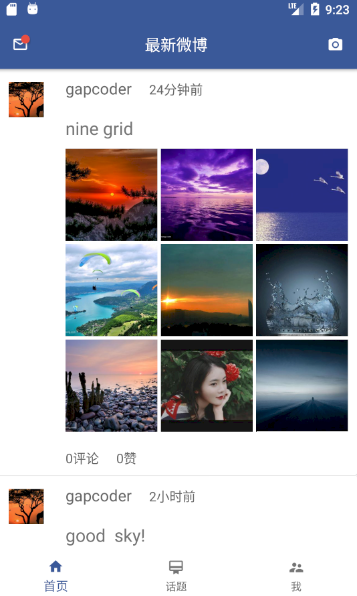 LTE 9:23
最新微博
gapcoder 24分钟前
nine grid
0评论 0赞
gapcoder 2小时前
good sky!
首页 话题 我